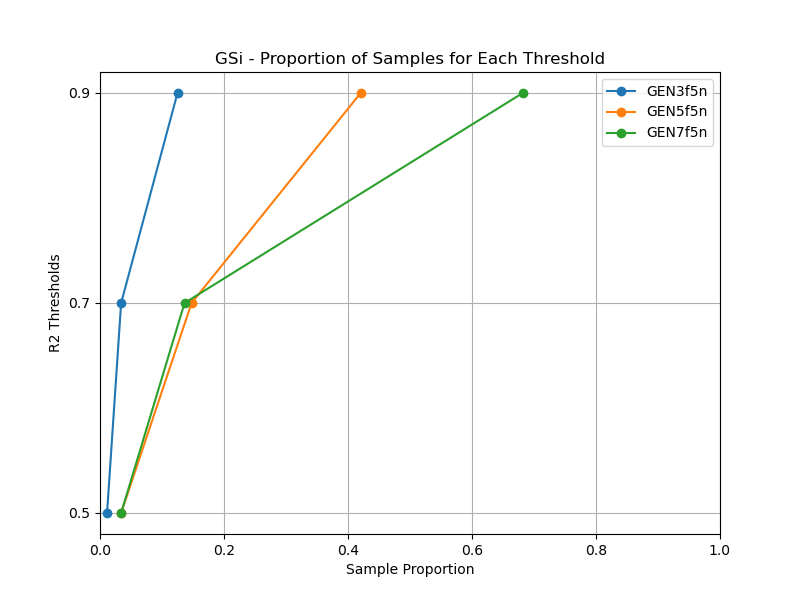 GSi - Proportion of Samples for Each Threshold
GEN3f5n
GEN5f5n
GEN7f5n
R2 Thresholds
0.9
0.7
0.5
0.0 0.2 0.4 0.6 0.8 1.0
Sample Proportion